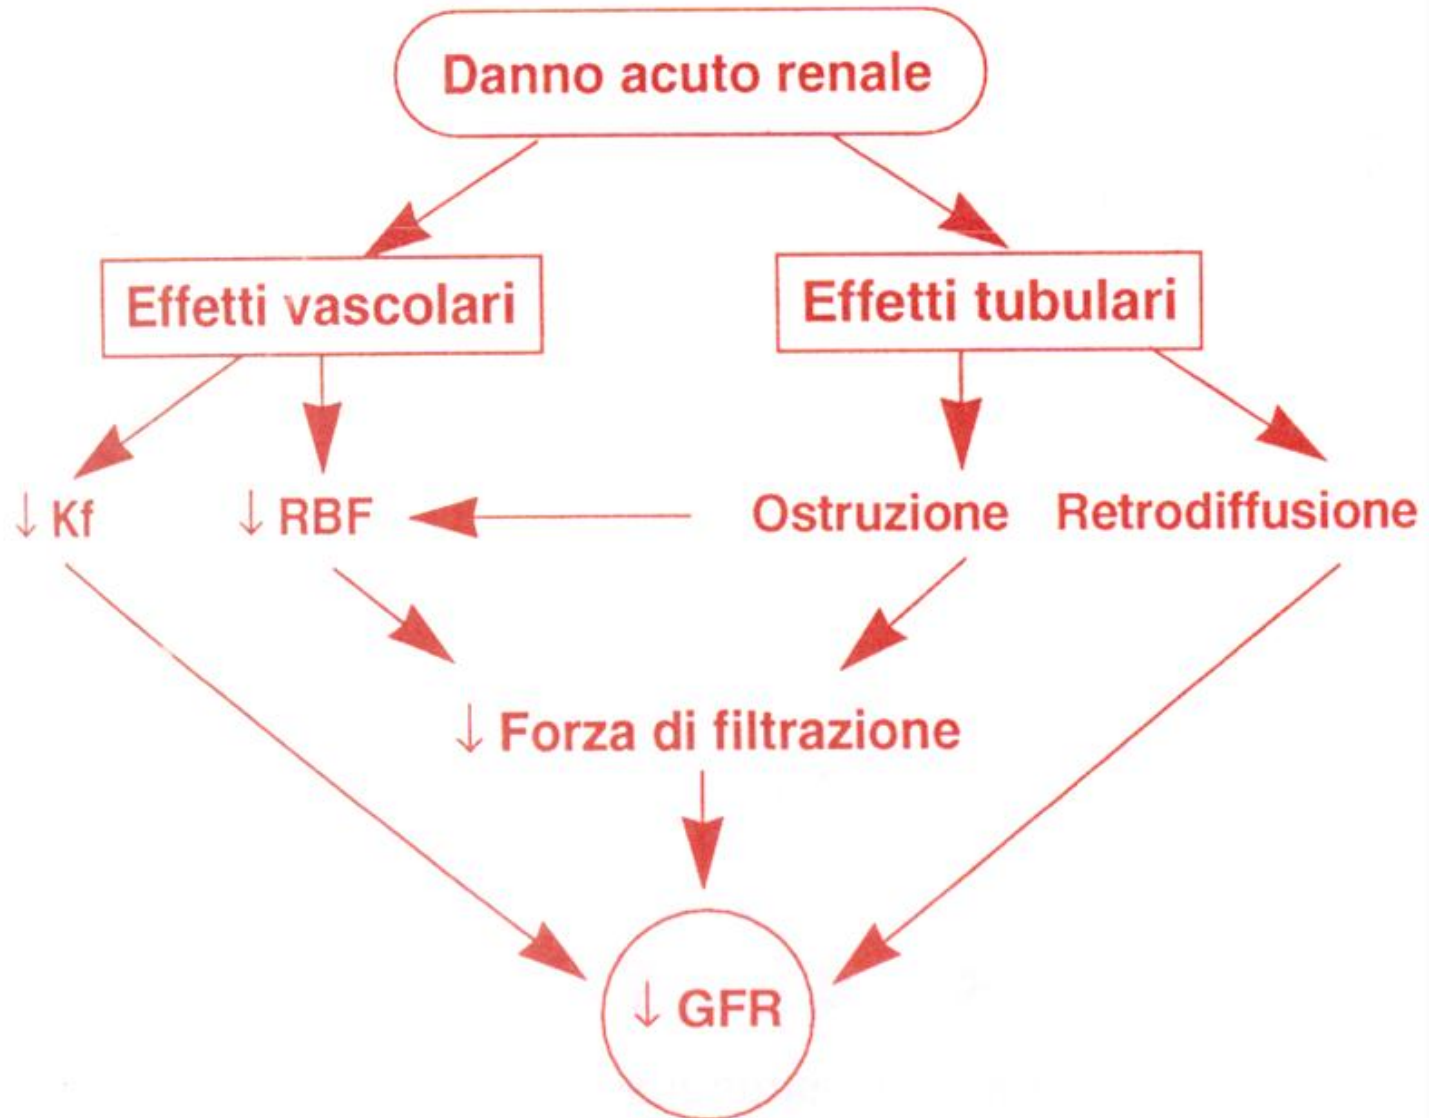 Danno acuto renale
Effetti vascolari
Effetti tubulari
↓ Kf
↓ RBF
Ostruzione
Retrodiffusione
↓ Forza di filtrazione
↓ GFR